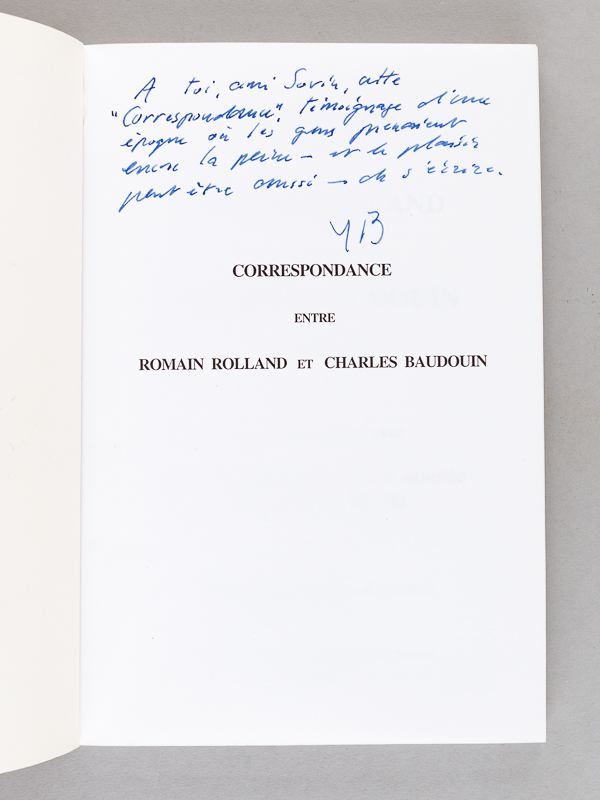 A toi, ami Savin, cette
"Correspondance", témoignage d'une
époque où les gens prenaient
encore la peine – et le plaisir
peut être aussi – de s'écrire.
YB
CORRESPONDANCE
ENTRE
ROMAIN ROLLAND ET CHARLES BAUDOUIN